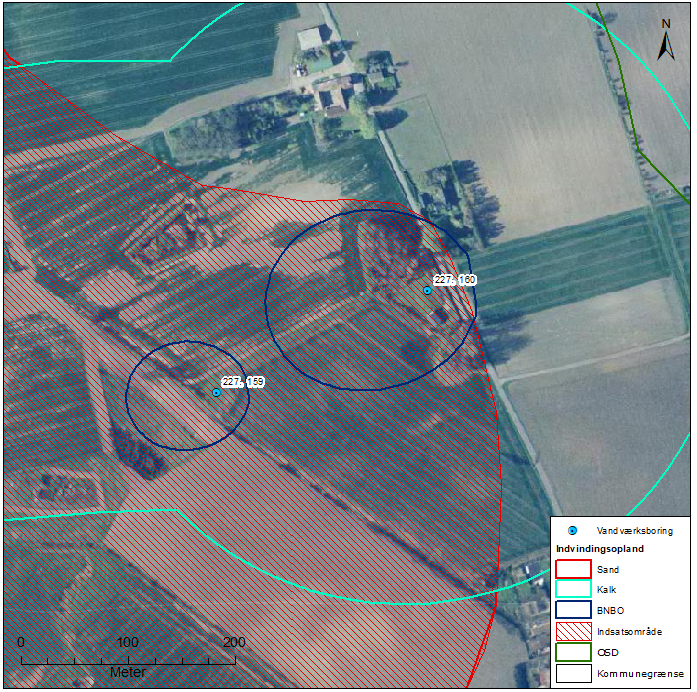 N
227. 160
227. 159
Vandværksboring
Indvindingsopland
Sand
Kalk
BNBO
Indsatsområde
OSD
Kommunegrænse
0 100 200
Meter